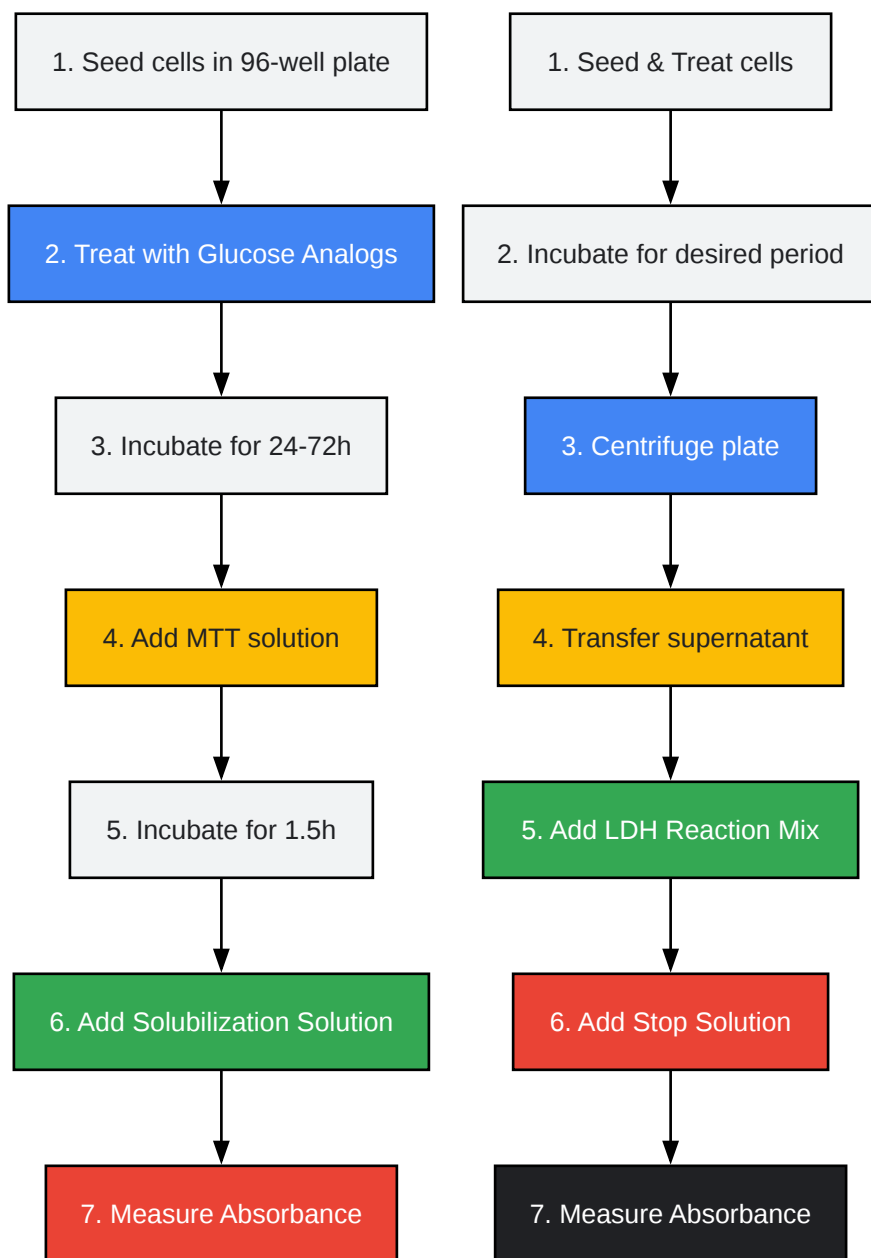 1. Seed cells in 96-well plate
2. Treat with Glucose Analogs
3. Incubate for 24-72h
4. Add MTT solution
5. Incubate for 1.5h
6. Add Solubilization Solution
7. Measure Absorbance
1. Seed & Treat cells
2. Incubate for desired period
3. Centrifuge plate
4. Transfer supernatant
5. Add LDH Reaction Mix
6. Add Stop Solution
7. Measure Absorbance